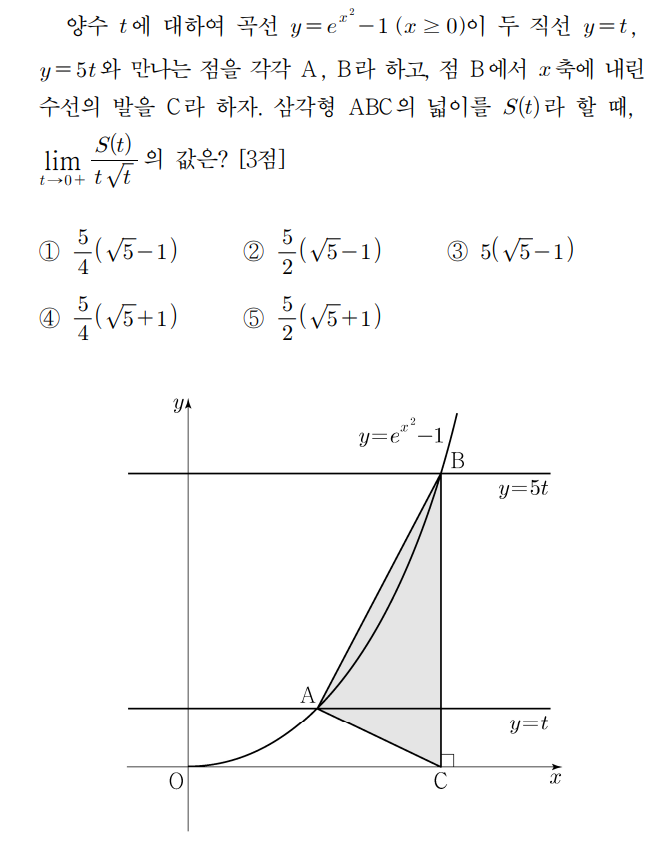 양수 t에 대하여 곡선 y=e^{x^2}-1 (x ≥ 0)이 두 직선 y=t,
y=5t와 만나는 점을 각각 A, B라 하고, 점 B에서 x축에 내린
수선의 발을 C라 하자. 삼각형 ABC의 넓이를 S(t)라 할 때,
lim_{t→0+} S(t)/(t√t) 의 값은? [3점]
① 5/4(√5-1) ② 5/2(√5-1) ③ 5(√5-1)
④ 5/4(√5+1) ⑤ 5/2(√5+1)
y
y=e^{x^2}-1
B
y=5t
A
y=t
O
C
x